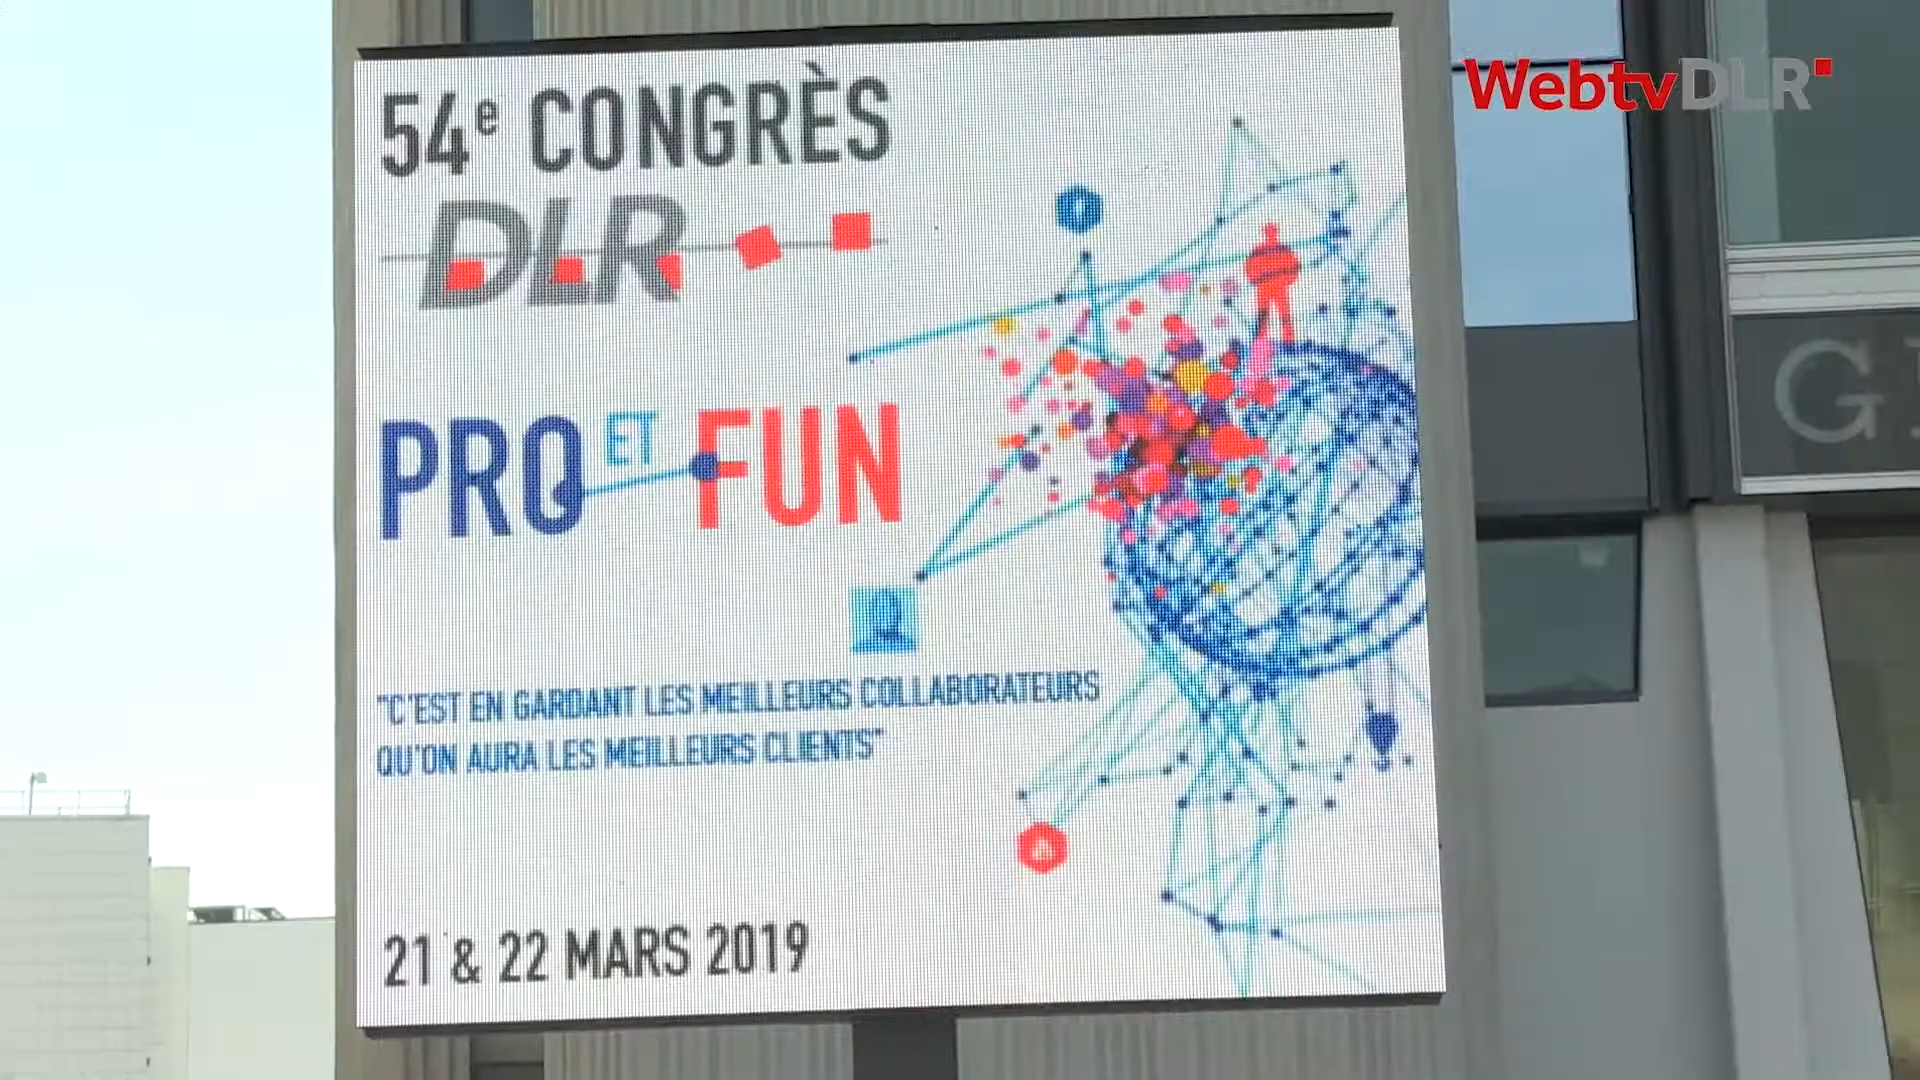 54e CONGRÈS
DLR
PRO ET FUN
"C'EST EN GARDANT LES MEILLEURS COLLABORATEURS
QU'ON AURA LES MEILLEURS CLIENTS"
21 & 22 MARS 2019
WebtvDLR